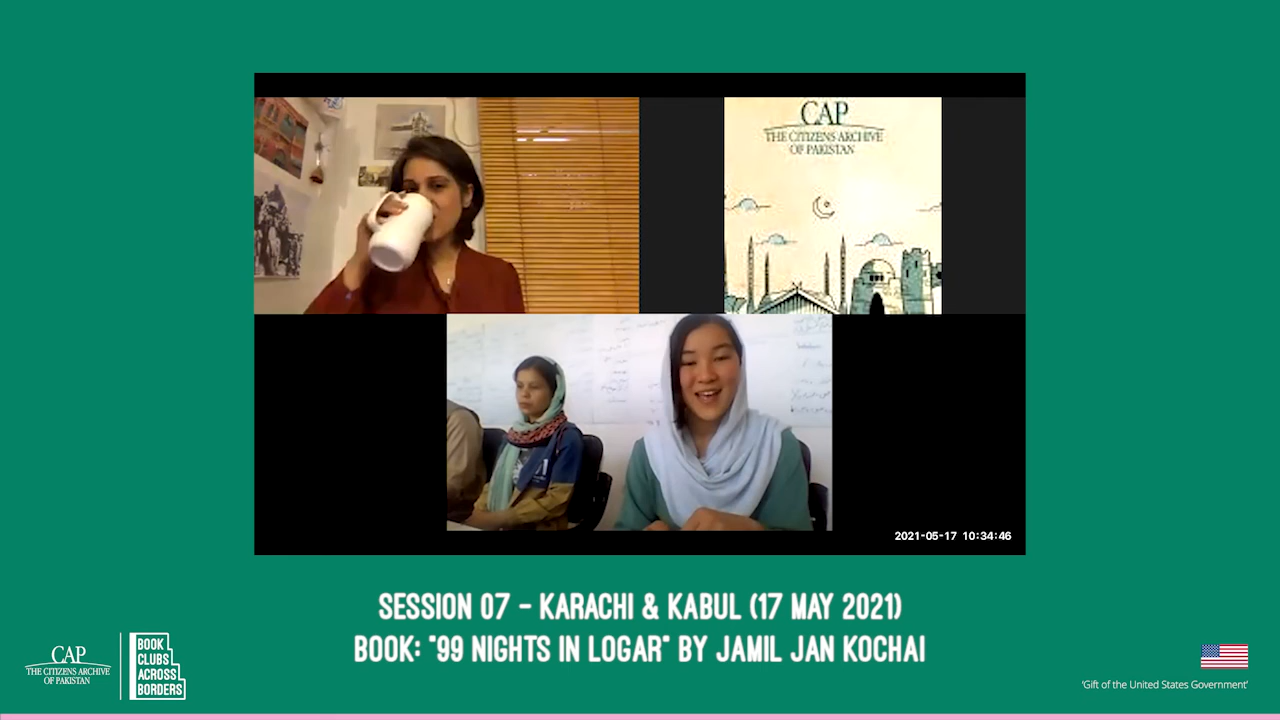 CAP
THE CITIZENS ARCHIVE
OF PAKISTAN
2021-05-17 10:34:46
SESSION 07 - KARACHI & KABUL (17 MAY 2021)
BOOK: "99 NIGHTS IN LOGAR" BY JAMIL JAN KOCHAI
CAP
THE CITIZENS ARCHIVE
OF PAKISTAN
BOOK
CLUBS
ACROSS
BORDERS
'Gift of the United States Government'